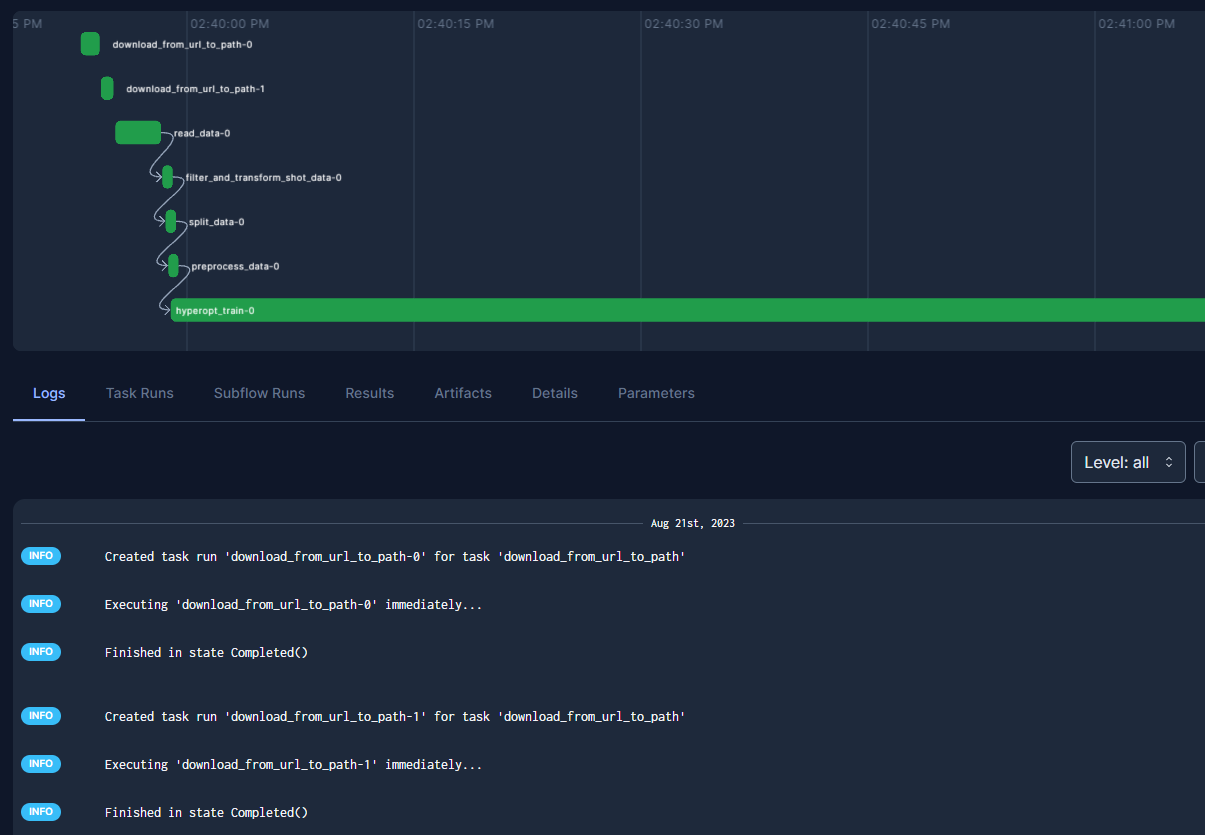 5 PM 02:40:00 PM 02:40:15 PM 02:40:30 PM 02:40:45 PM 02:41:00 PM
download_from_url_to_path-0
download_from_url_to_path-1
read_data-0
filter_and_transform_shot_data-0
split_data-0
preprocess_data-0
hyperopt_train-0
Logs Task Runs Subflow Runs Results Artifacts Details Parameters
Level: all
Aug 21st, 2023
INFO Created task run 'download_from_url_to_path-0' for task 'download_from_url_to_path'
INFO Executing 'download_from_url_to_path-0' immediately...
INFO Finished in state Completed()
INFO Created task run 'download_from_url_to_path-1' for task 'download_from_url_to_path'
INFO Executing 'download_from_url_to_path-1' immediately...
INFO Finished in state Completed()